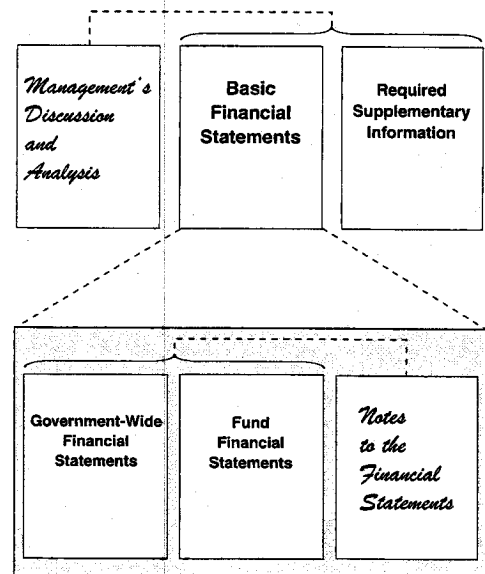 Management's
Discussion
and
Analysis
Basic
Financial
Statements
Required
Supplementary
Information
Government-Wide
Financial
Statements
Fund
Financial
Statements
Notes
to the
Financial
Statements